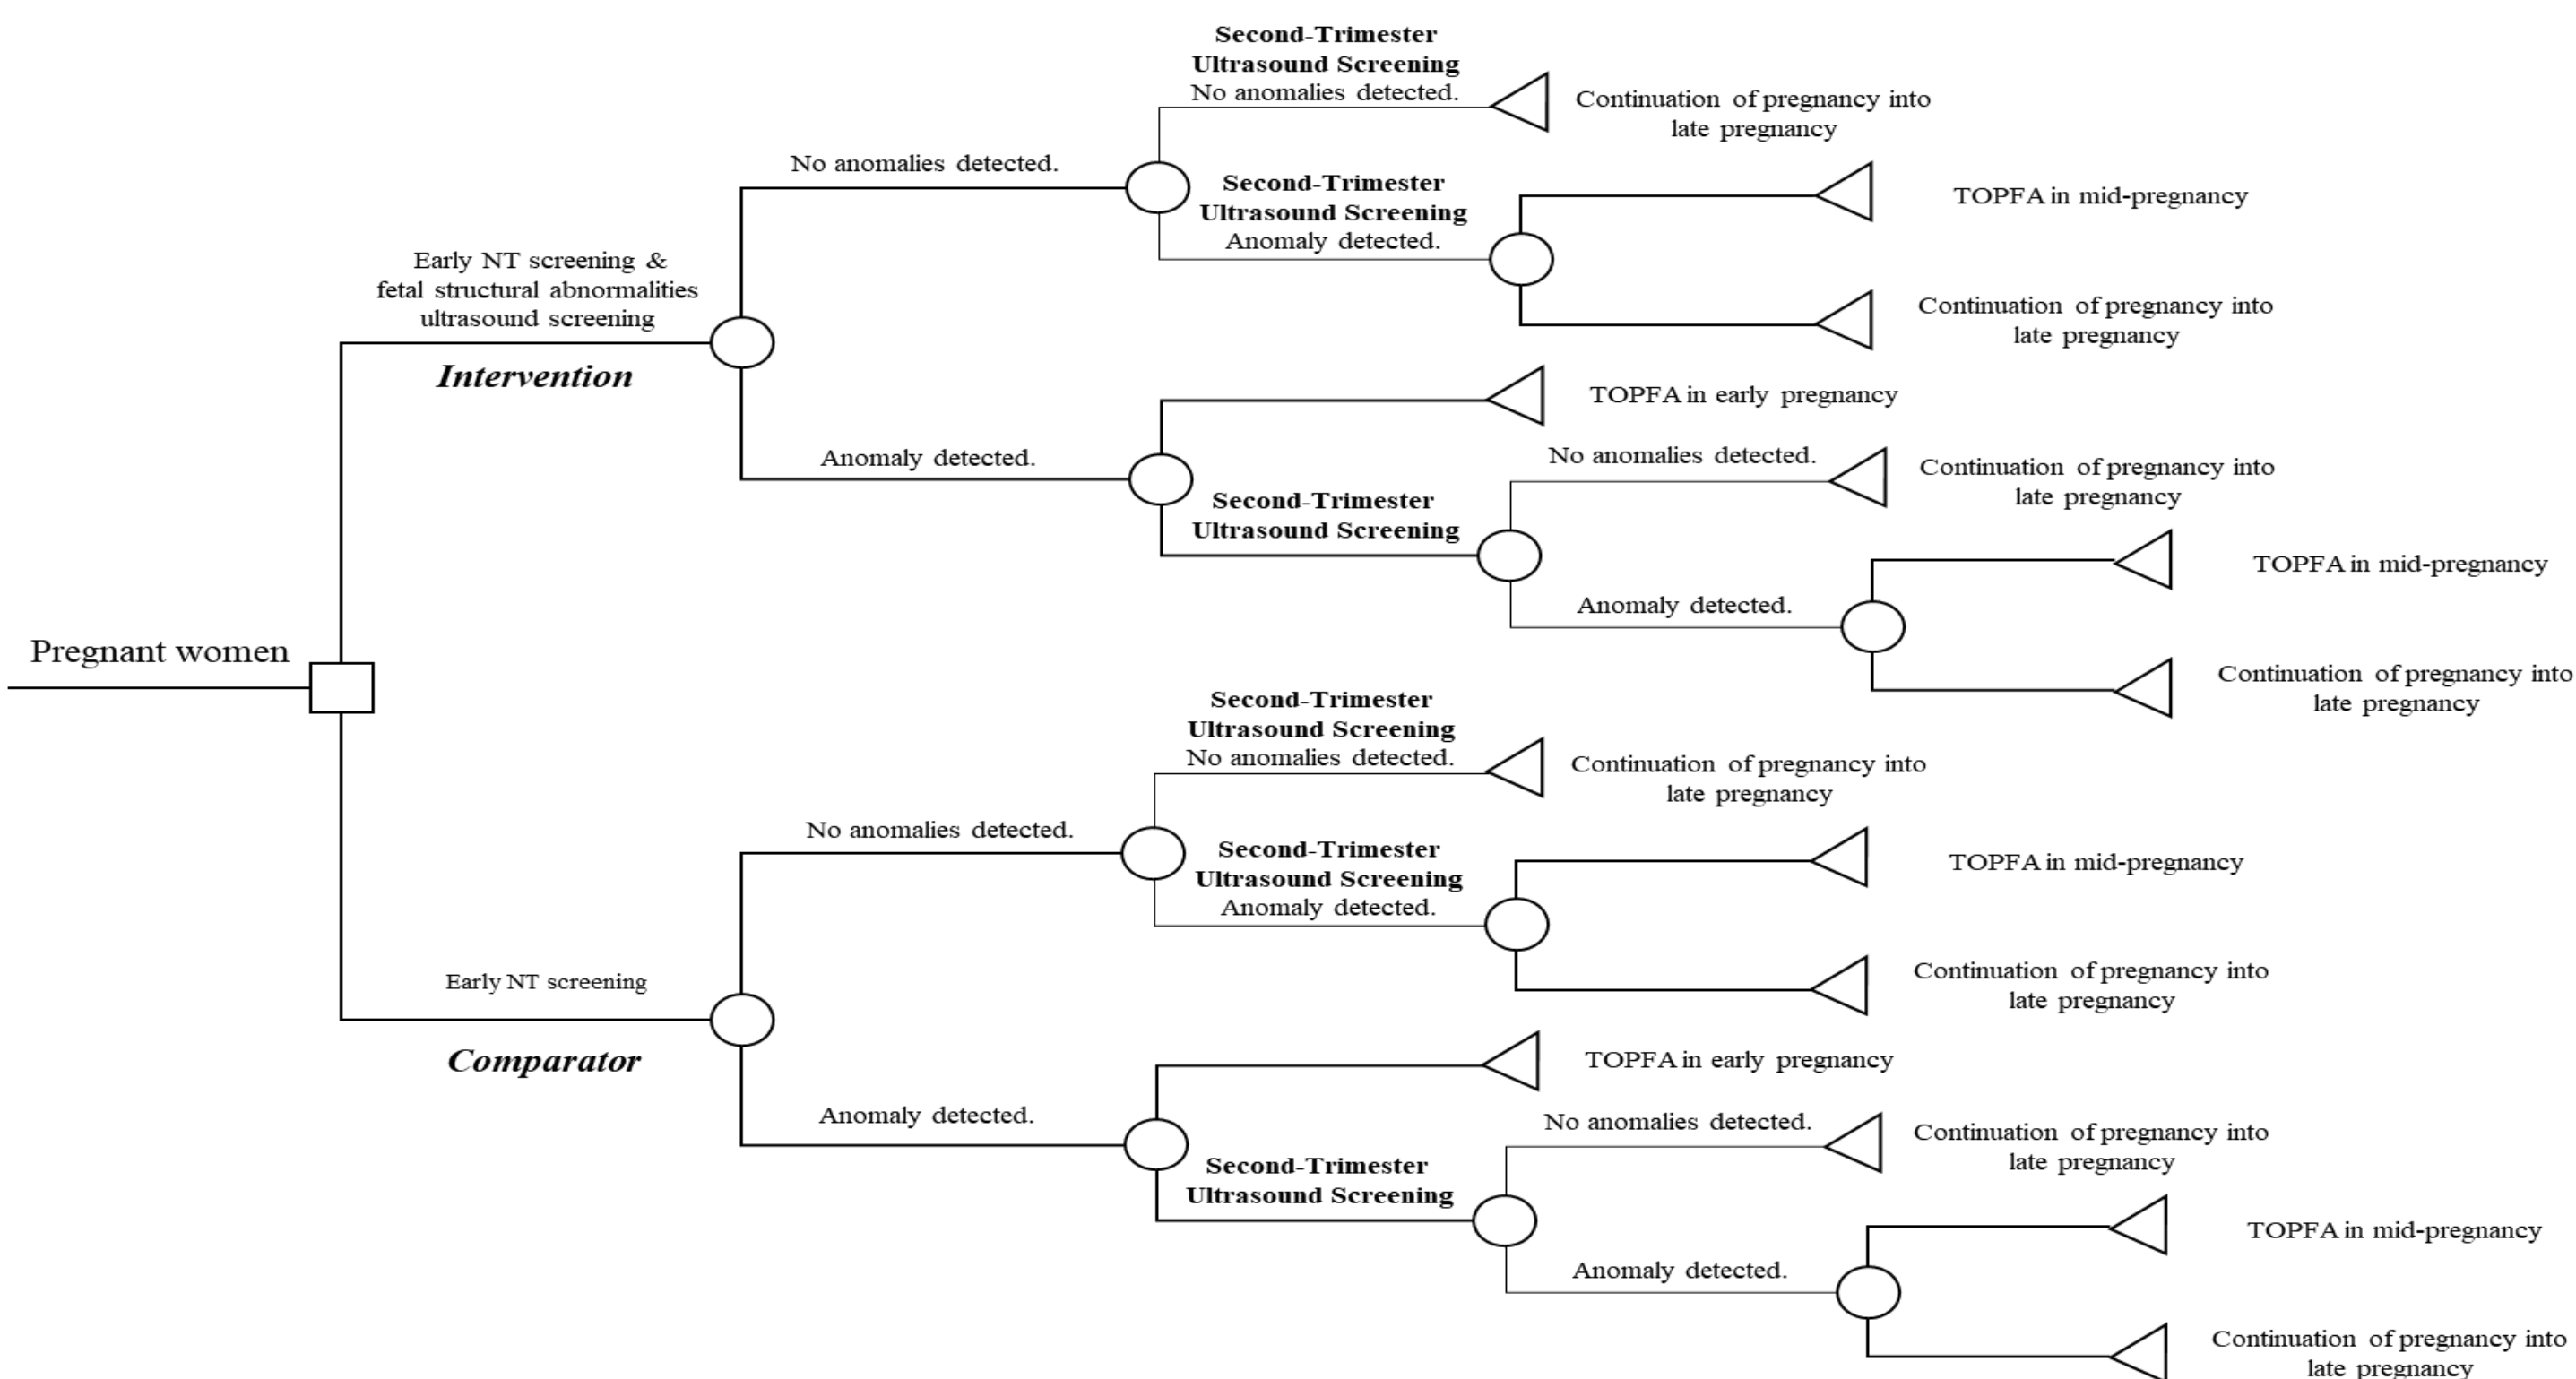 Second-Trimester
Ultrasound Screening
No anomalies detected.
Continuation of pregnancy into
late pregnancy
No anomalies detected.
Second-Trimester
Ultrasound Screening
Anomaly detected.
TOPFA in mid-pregnancy
Continuation of pregnancy into
late pregnancy
Early NT screening &
fetal structural abnormalities
ultrasound screening
Intervention
TOPFA in early pregnancy
Anomaly detected.
Second-Trimester
Ultrasound Screening
No anomalies detected.
Continuation of pregnancy into
late pregnancy
Anomaly detected.
TOPFA in mid-pregnancy
Continuation of pregnancy into
late pregnancy
Pregnant women
Second-Trimester
Ultrasound Screening
No anomalies detected.
Continuation of pregnancy into
late pregnancy
No anomalies detected.
Second-Trimester
Ultrasound Screening
Anomaly detected.
TOPFA in mid-pregnancy
Continuation of pregnancy into
late pregnancy
Early NT screening
Comparator
TOPFA in early pregnancy
Anomaly detected.
Second-Trimester
Ultrasound Screening
No anomalies detected.
Continuation of pregnancy into
late pregnancy
Anomaly detected.
TOPFA in mid-pregnancy
Continuation of pregnancy into
late pregnancy